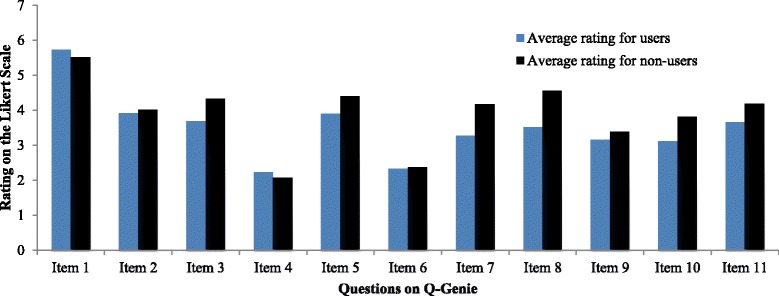 7
6
5
4
3
2
1
0
Rating on the Likert Scale
Average rating for users
Average rating for non-users
Item 1 Item 2 Item 3 Item 4 Item 5 Item 6 Item 7 Item 8 Item 9 Item 10 Item 11
Questions on Q-Genie